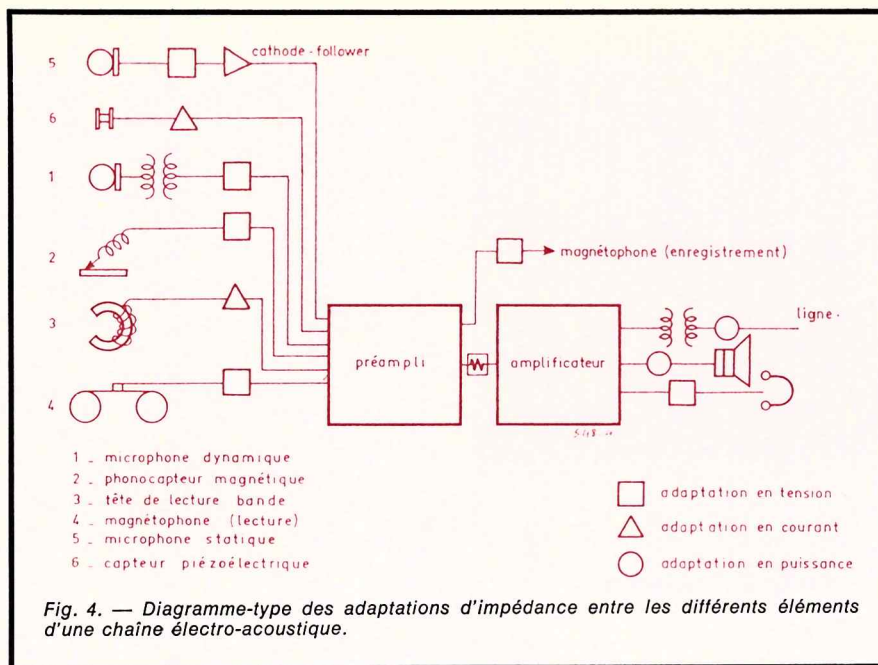 5
cathode-follower
6
1
2
3
4
magnétophone (enregistrement)
ligne.
préampli
amplificateur
1 _ microphone dynamique
2 _ phonocapteur magnétique
3 _ tête de lecture bande
4 _ magnétophone (lecture)
5 _ microphone statique
6 _ capteur piézoélectrique
adaptation en tension
adaptation en courant
adaptation en puissance
Fig. 4. — Diagramme-type des adaptations d'impédance entre les différents éléments
d'une chaîne électro-acoustique.